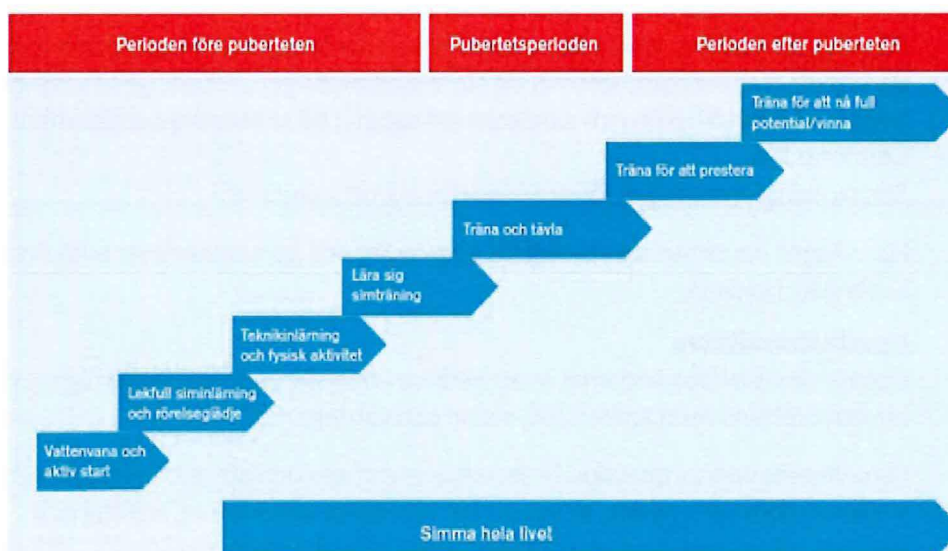 Perioden före puberteten
Pubertetsperioden
Perioden efter puberteten
Träna för att nå full
potential/vinna
Träna för att prestera
Träna och tävla
Lära sig
simträning
Teknikinlärning
och fysisk aktivitet
Lekfull siminlärning
och rörelseglädje
Vattenvana och
aktiv start
Simma hela livet